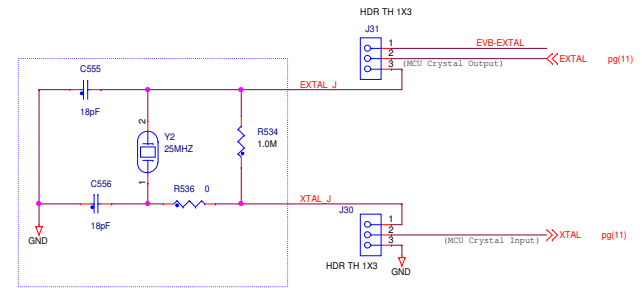 HDR TH 1X3
J31
1
2
3
EVB-EXTAL
(MCU Crystal Output)
EXTAL
pg(11)
C555
18pF
EXTAL_J
2
Y2
25MHZ
1
R534
1.0M
C556
18pF
R536 0
XTAL_J
J30
1
2
3
(MCU Crystal Input)
XTAL
pg(11)
HDR TH 1X3
GND
GND